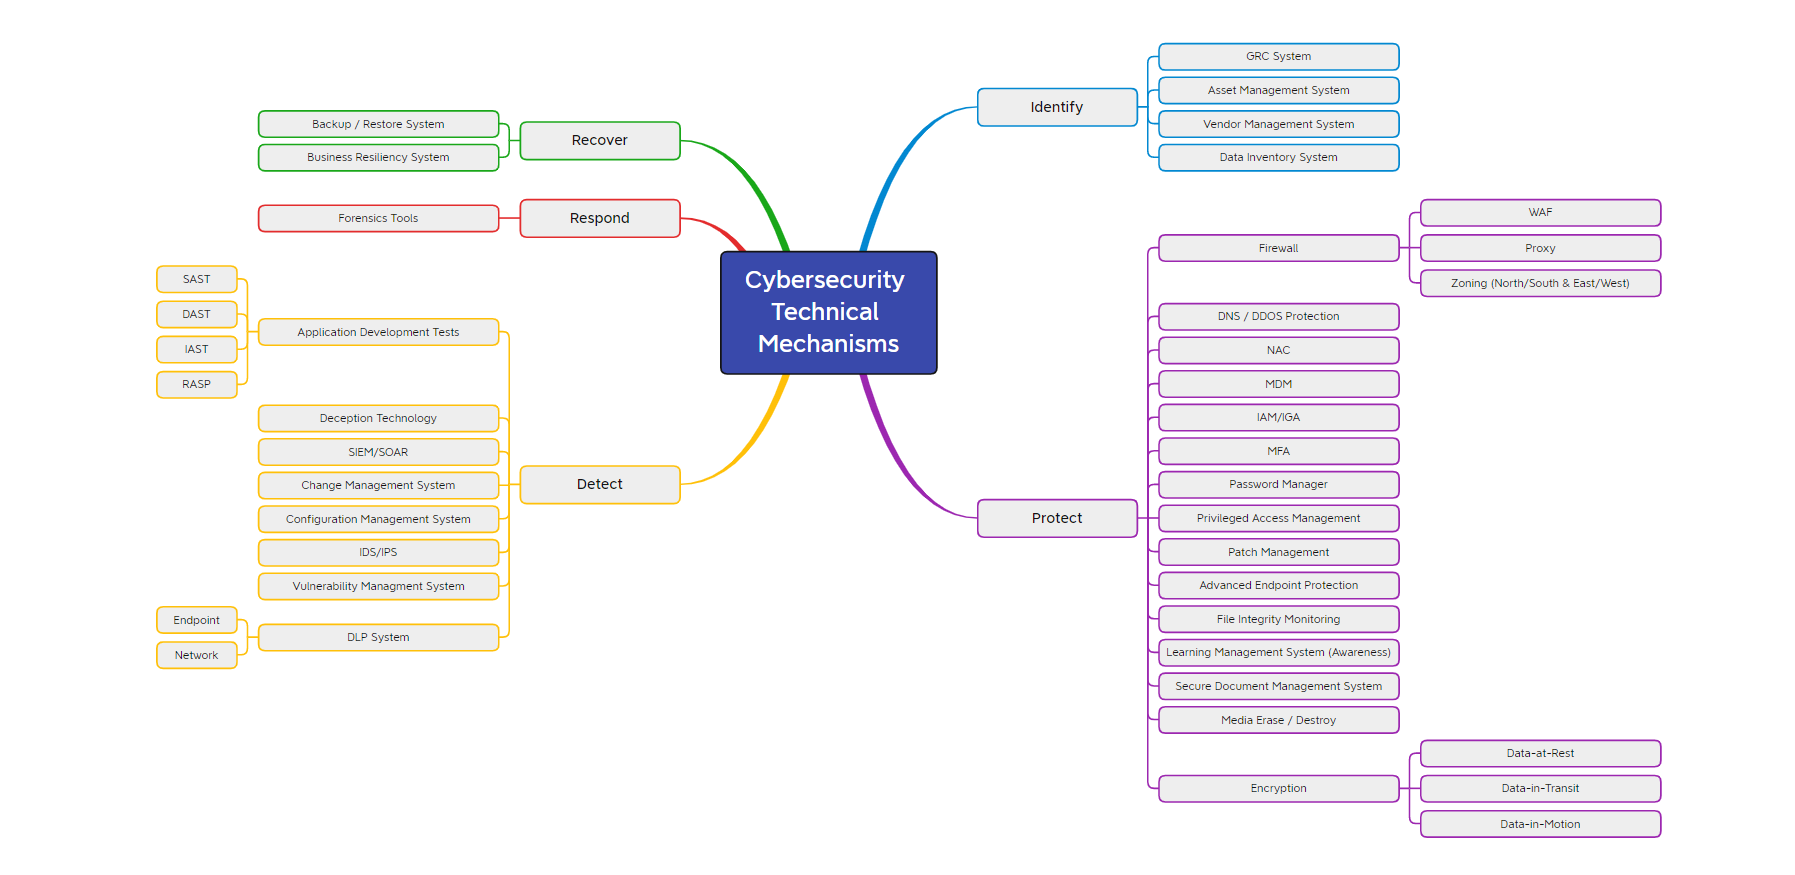 Cybersecurity
Technical
Mechanisms
Identify
GRC System
Asset Management System
Vendor Management System
Data Inventory System
Protect
Firewall
WAF
Proxy
Zoning (North/South & East/West)
DNS / DDOS Protection
NAC
MDM
IAM/IGA
MFA
Password Manager
Privileged Access Management
Patch Management
Advanced Endpoint Protection
File Integrity Monitoring
Learning Management System (Awareness)
Secure Document Management System
Media Erase / Destroy
Encryption
Data-at-Rest
Data-in-Transit
Data-in-Motion
Recover
Backup / Restore System
Business Resiliency System
Respond
Forensics Tools
Detect
Application Development Tests
SAST
DAST
IAST
RASP
Deception Technology
SIEM/SOAR
Change Management System
Configuration Management System
IDS/IPS
Vulnerability Managment System
DLP System
Endpoint
Network